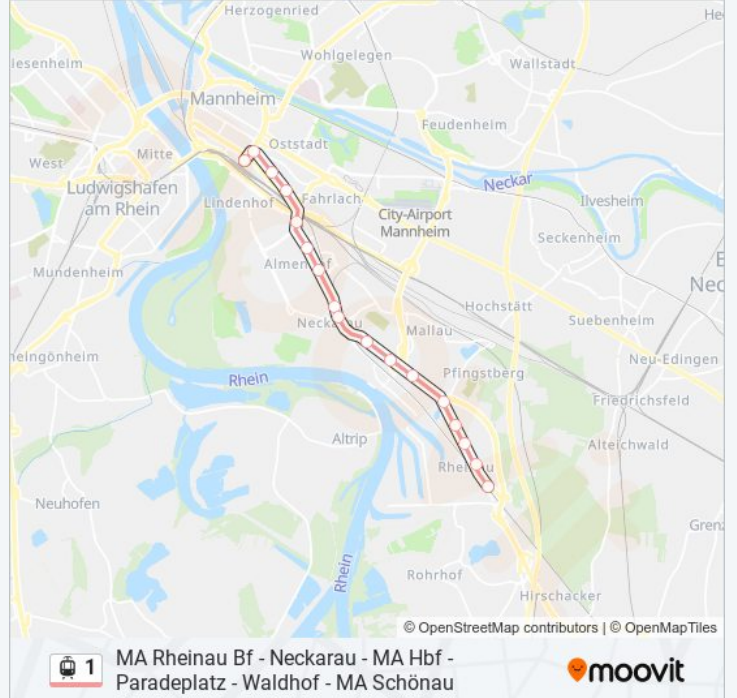 Herzogenried
Wohlgelegen
Wallstadt
Mannheim
Feudenheim
Oststadt
West
Mitte
Neckar
Ludwigshafen
am Rhein
Lindenhof
Fahrlach
Ilvesheim
City-Airport
Mannheim
Seckenheim
Mundenheim
Hochstätt
Suebenheim
Mallau
Neu-Edingen
Pfingstberg
Rhein
Friedrichsfeld
Altrip
Alteichwald
Neuhofen
Rhein
Rohrhof
Hirschacker
© OpenStreetMap contributors | © OpenMapTiles
1 MA Rheinau Bf - Neckarau - MA Hbf -
Paradeplatz - Waldhof - MA Schönau
moovit